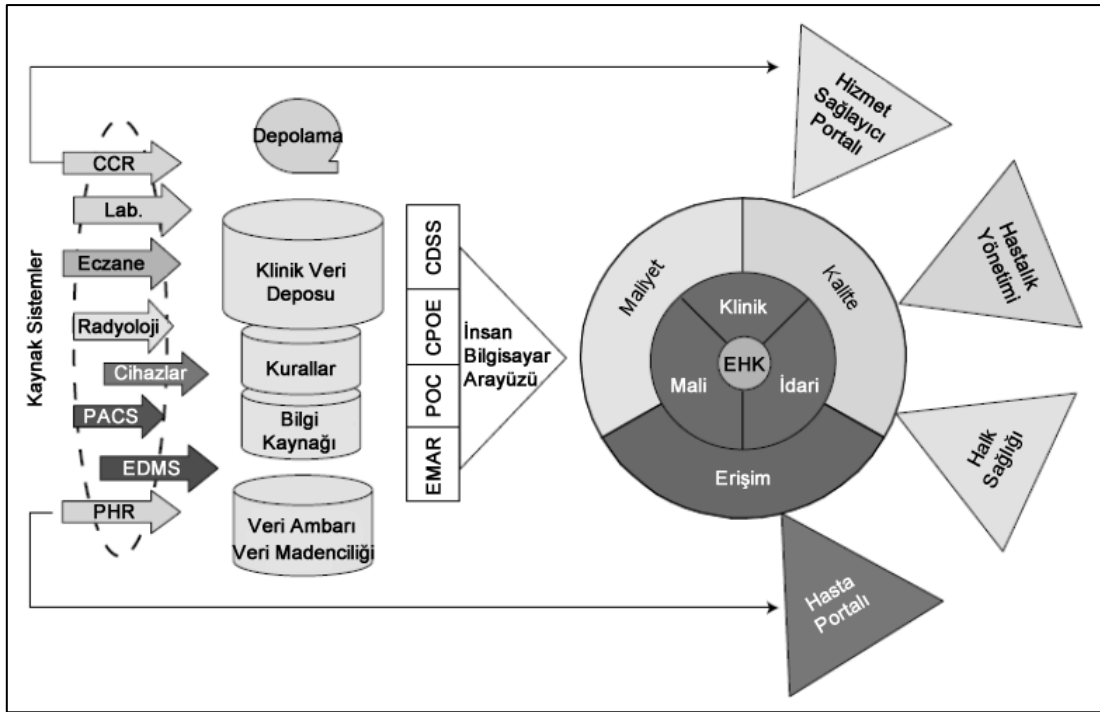 Kaynak Sistemler
CCR
Lab.
Eczane
Radyoloji
Cihazlar
PACS
EDMS
PHR
Depolama
Klinik Veri
Deposu
Kurallar
Bilgi
Kaynağı
Veri Ambarı
Veri Madenciliği
CDSS
CPOE
POC
EMAR
İnsan
Bilgisayar
Arayüzü
Maliyet
Kalite
Erişim
Klinik
Mali
İdari
EHK
Hizmet
Sağlayıcı
Portalı
Hastalık
Yönetimi
Halk
Sağlığı
Hasta
Portalı